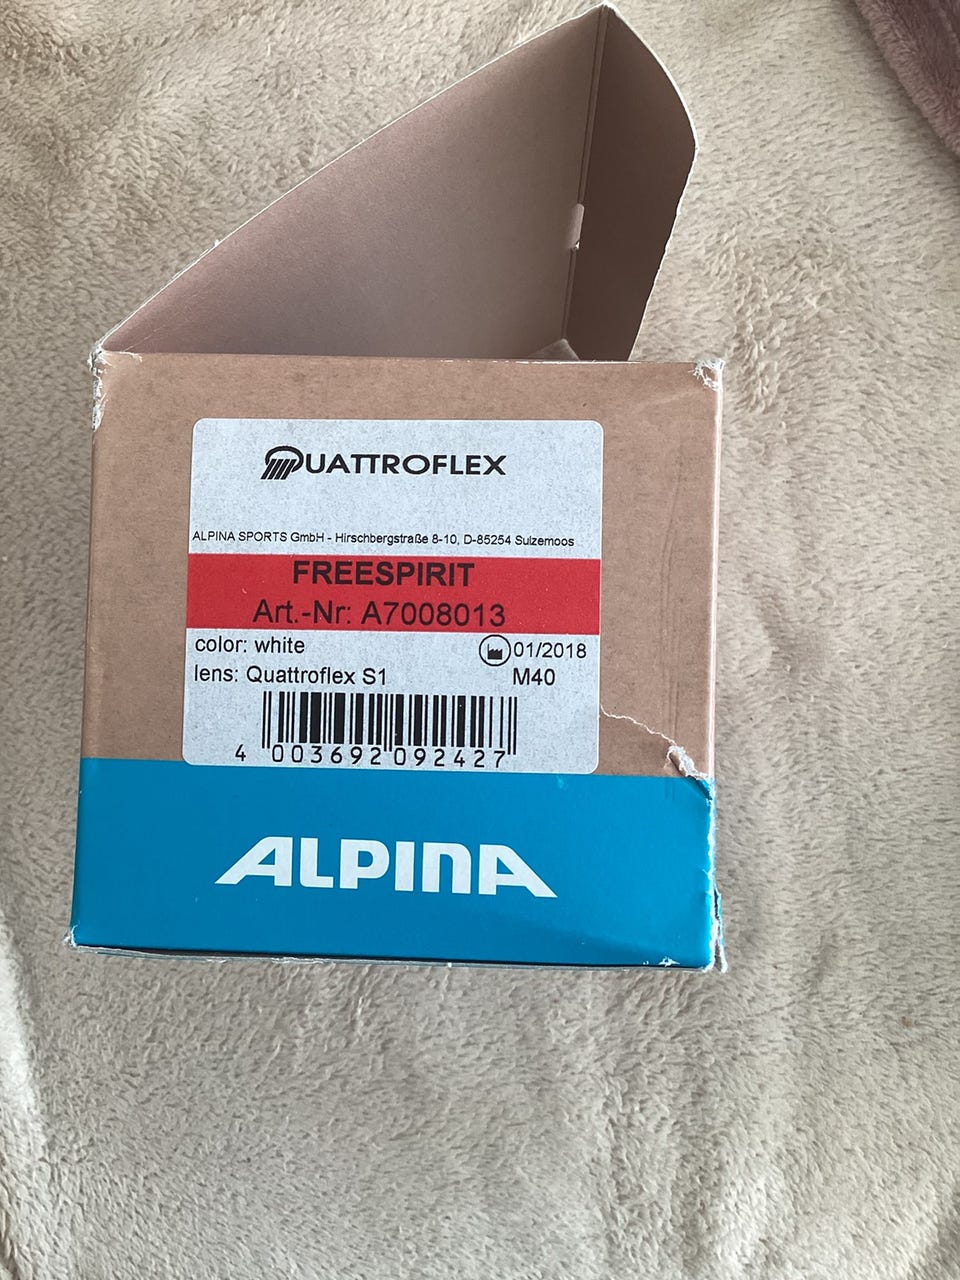 QUATTROFLEX
ALPINA SPORTS GmbH - Hirschbergstraße 8-10, D-85254 Sulzemoos
FREESPIRIT
Art.-Nr: A7008013
color: white 01/2018
lens: Quattroflex S1 M40
4 003692 092427
ALPINA